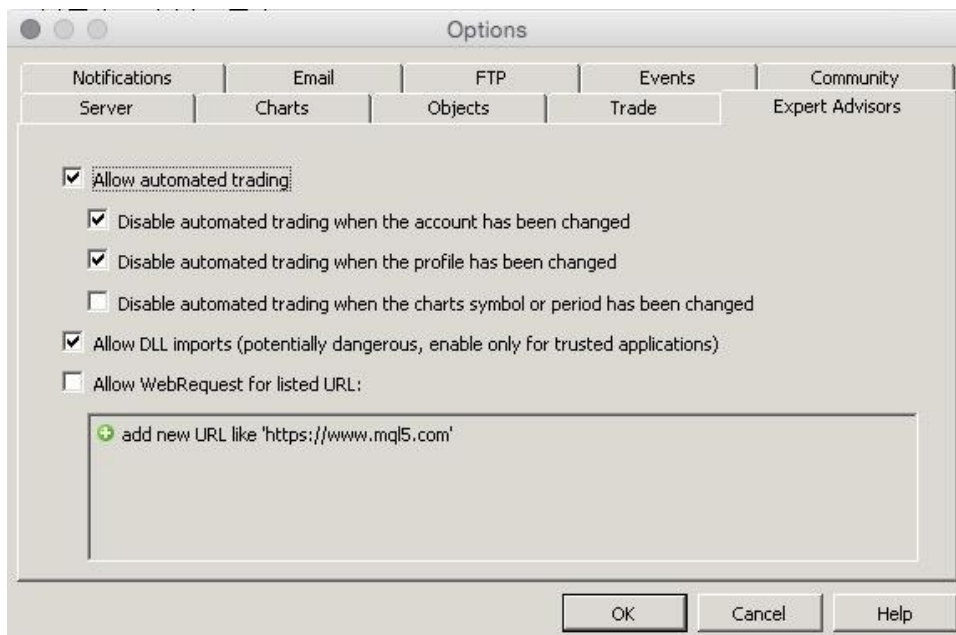 Options
Notifications Email FTP Events Community
Server Charts Objects Trade Expert Advisors
Allow automated trading
Disable automated trading when the account has been changed
Disable automated trading when the profile has been changed
Disable automated trading when the charts symbol or period has been changed
Allow DLL imports (potentially dangerous, enable only for trusted applications)
Allow WebRequest for listed URL:
add new URL like 'https://www.mql5.com'
OK Cancel Help